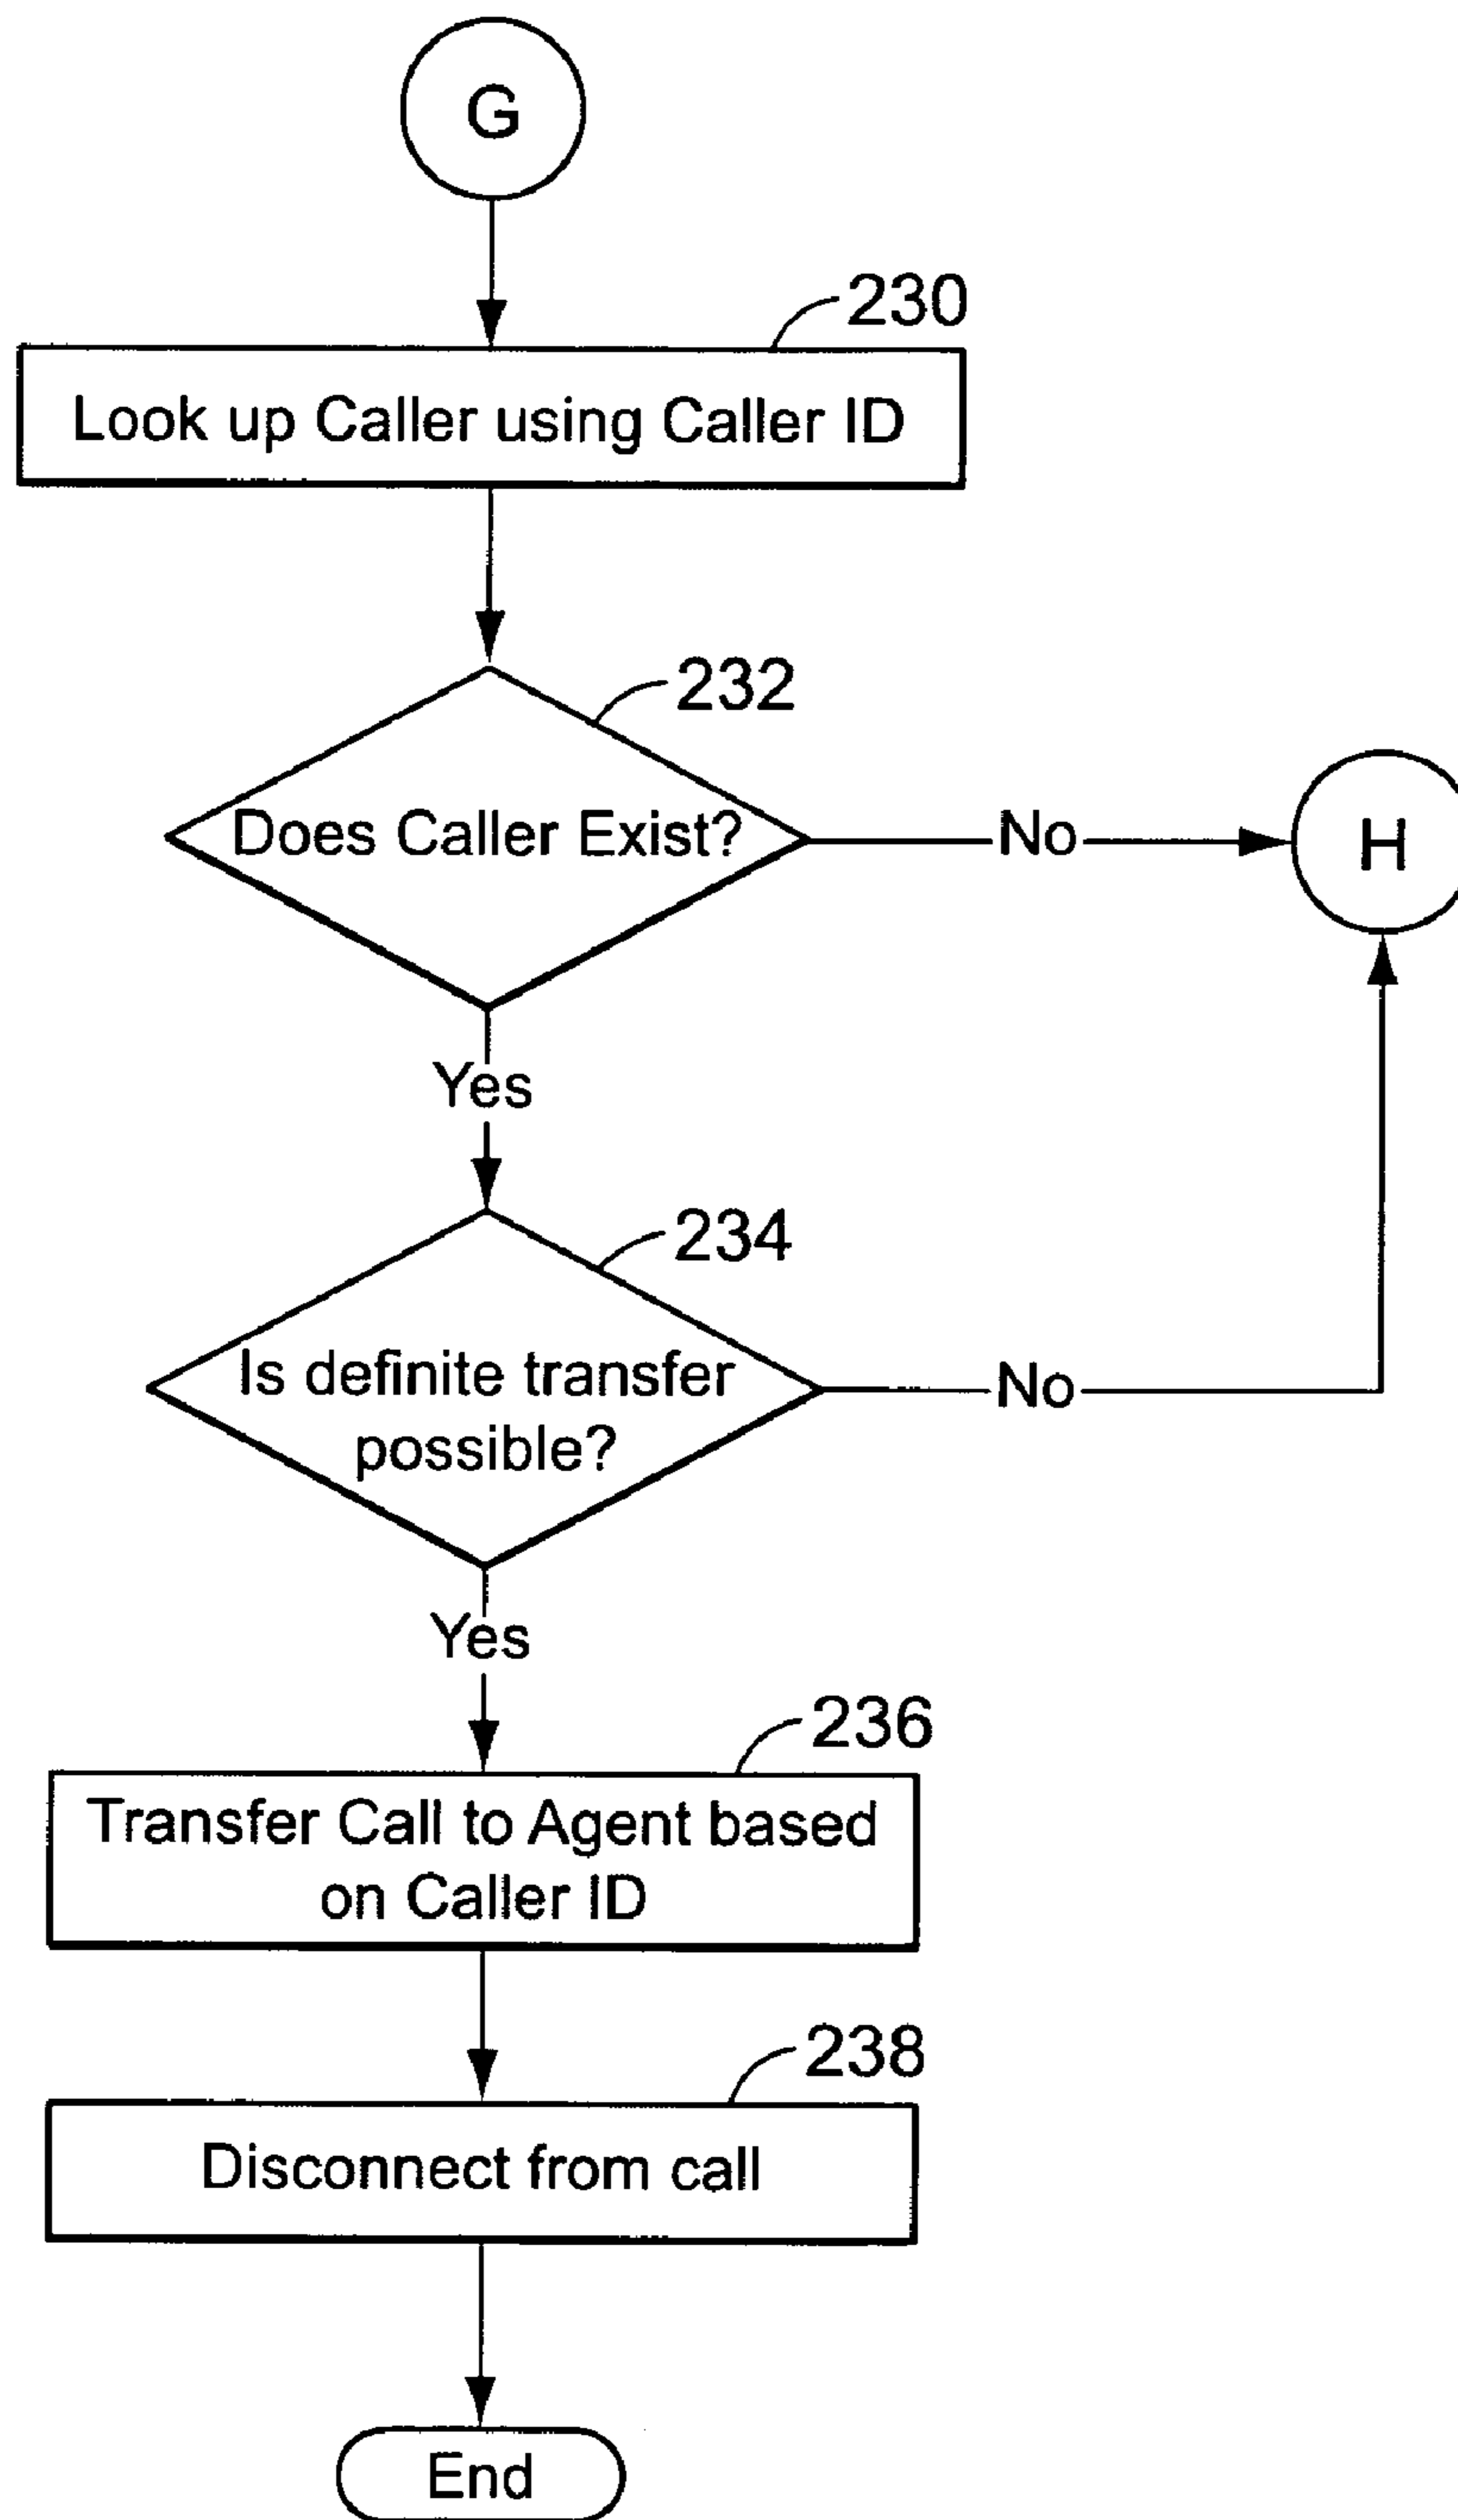 G
230
Look up Caller using Caller ID
232
Does Caller Exist?
No
H
Yes
234
Is definite transfer
possible?
No
Yes
236
Transfer Call to Agent based
on Caller ID
238
Disconnect from call
End